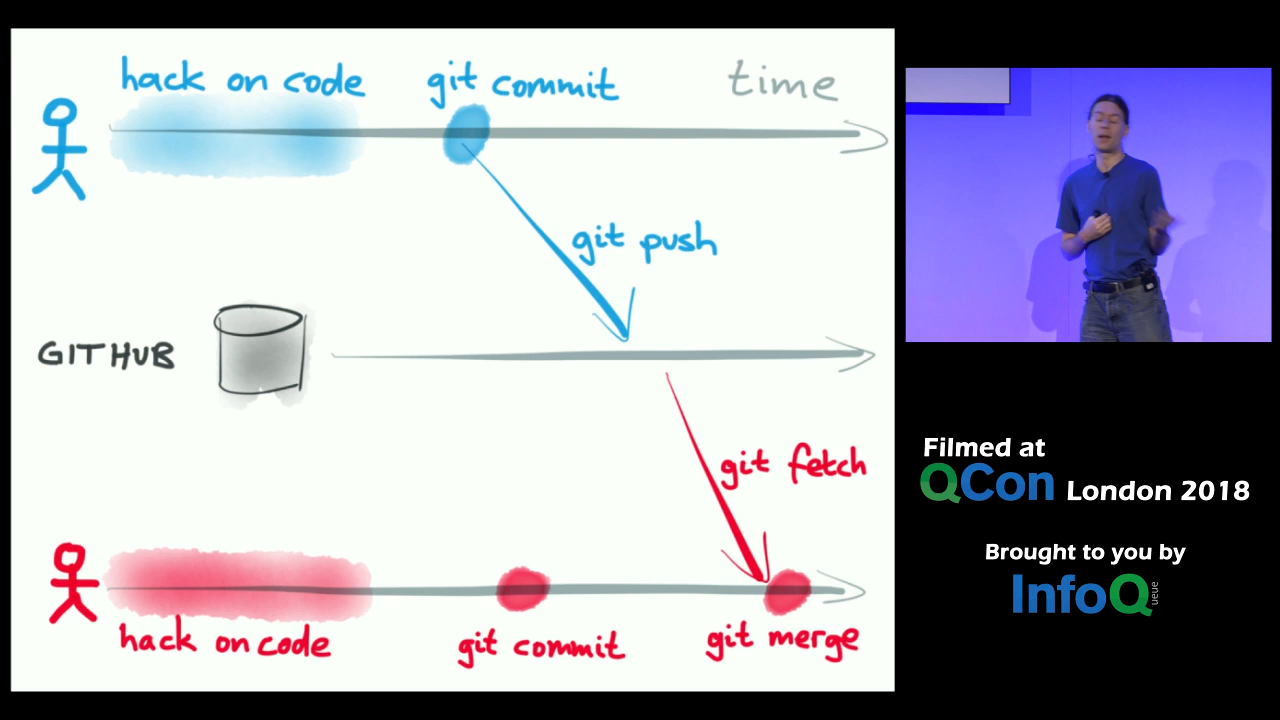 hack on code
git commit
time
git push
GITHUB
git fetch
hack on code
git commit
git merge
Filmed at
QCon London 2018
Brought to you by
InfoQueue